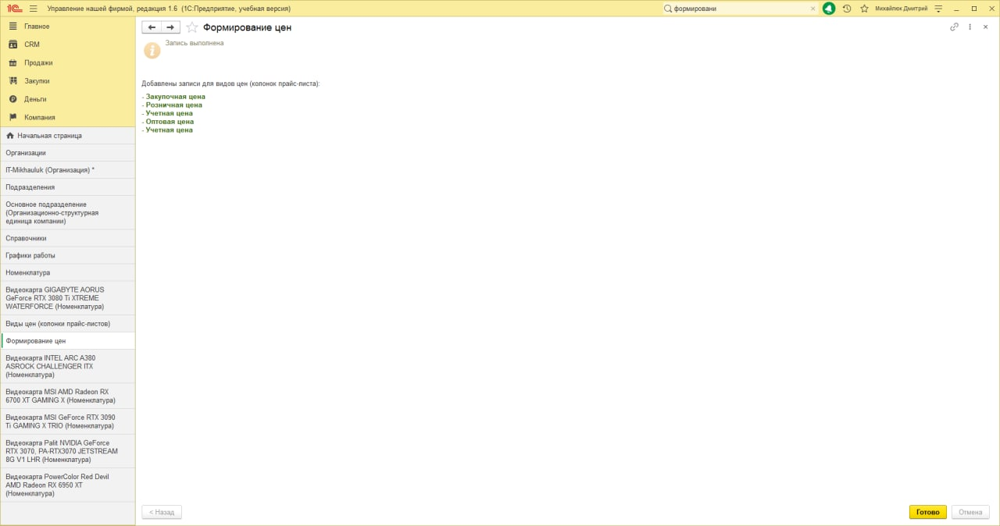 1С Управление нашей фирмой, редакция 1.6 (1С:Предприятие, учебная версия)
формировани
Михайлюк Дмитрий
Главное
CRM
Продажи
Закупки
Деньги
Компания
Начальная страница
Организации
IT-Mikhauluk (Организация) *
Подразделения
Основное подразделение
(Организационно-структурная
единица компании)
Справочники
Графики работы
Номенклатура
Видеокарта GIGABYTE AORUS
GeForce RTX 3080 Ti XTREME
WATERFORCE (Номенклатура)
Виды цен (колонки прайс-листов)
Формирование цен
Видеокарта INTEL ARC A380
ASROCK CHALLENGER ITX
(Номенклатура)
Видеокарта MSI AMD Radeon RX
6700 XT GAMING X (Номенклатура)
Видеокарта MSI GeForce RTX 3090
Ti GAMING X TRIO (Номенклатура)
Видеокарта Palit NVIDIA GeForce
RTX 3070, PA-RTX3070 JETSTREAM
8G V1 LHR (Номенклатура)
Видеокарта PowerColor Red Devil
AMD Radeon RX 6950 XT
(Номенклатура)
Формирование цен
Запись выполнена
Добавлены записи для видов цен (колонок прайс-листа):
- Закупочная цена
- Розничная цена
- Учетная цена
- Оптовая цена
- Учетная цена
< Назад
Готово
Отмена